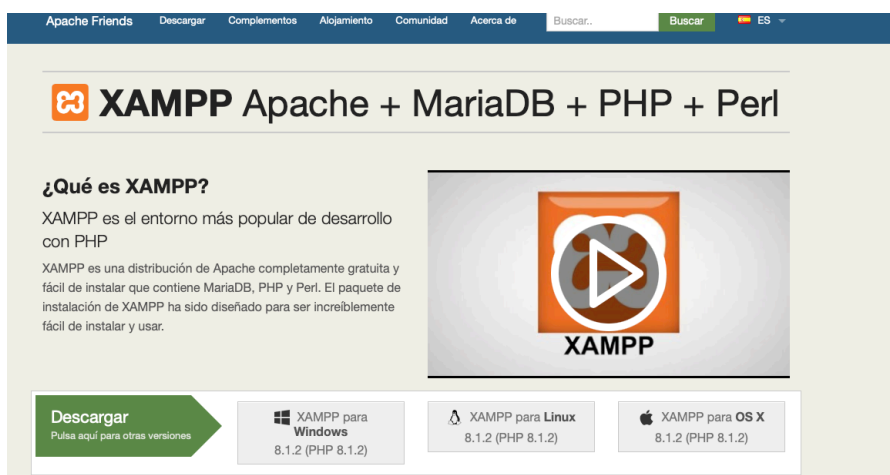 Apache Friends Descargar Complementos Alojamiento Comunidad Acerca de Buscar.. Buscar ES
XAMPP Apache + MariaDB + PHP + Perl
¿Qué es XAMPP?
XAMPP es el entorno más popular de desarrollo
con PHP
XAMPP es una distribución de Apache completamente gratuita y
fácil de instalar que contiene MariaDB, PHP y Perl. El paquete de
instalación de XAMPP ha sido diseñado para ser increíblemente
fácil de instalar y usar.
XAMPP
Descargar
Pulsa aquí para otras versiones
XAMPP para
Windows
8.1.2 (PHP 8.1.2)
XAMPP para Linux
8.1.2 (PHP 8.1.2)
XAMPP para OS X
8.1.2 (PHP 8.1.2)